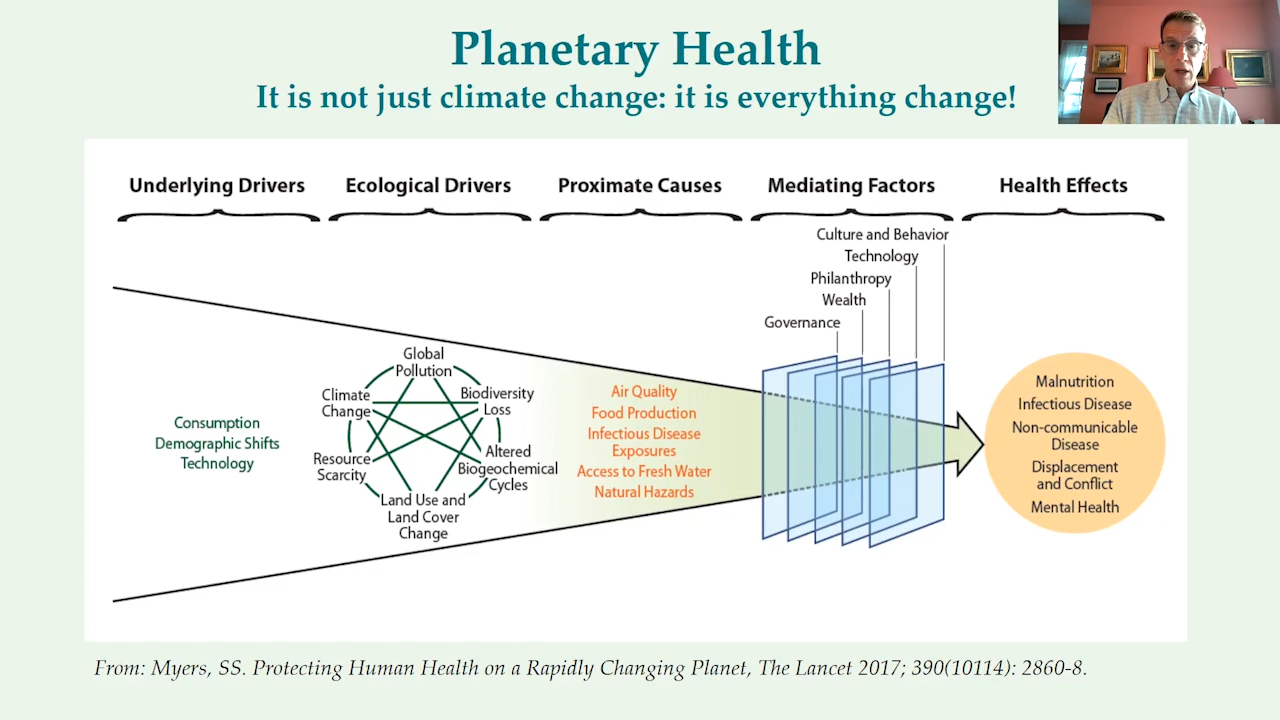 Planetary Health
It is not just climate change: it is everything change!
Underlying Drivers
Ecological Drivers
Proximate Causes
Mediating Factors
Health Effects
Consumption
Demographic Shifts
Technology
Global
Pollution
Climate
Change
Biodiversity
Loss
Resource
Scarcity
Altered
Biogeochemical
Cycles
Land Use and
Land Cover
Change
Air Quality
Food Production
Infectious Disease
Exposures
Access to Fresh Water
Natural Hazards
Culture and Behavior
Technology
Philanthropy
Wealth
Governance
Malnutrition
Infectious Disease
Non-communicable
Disease
Displacement
and Conflict
Mental Health
From: Myers, SS. Protecting Human Health on a Rapidly Changing Planet, The Lancet 2017; 390(10114): 2860-8.